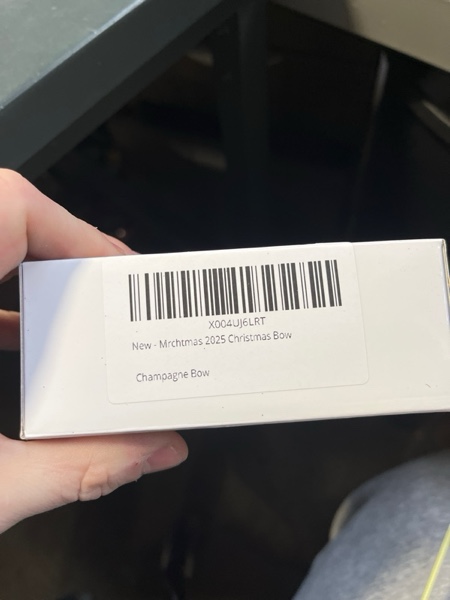 X004UJ6LRT
New - Mrchtmas 2025 Christmas Bow
Champagne Bow